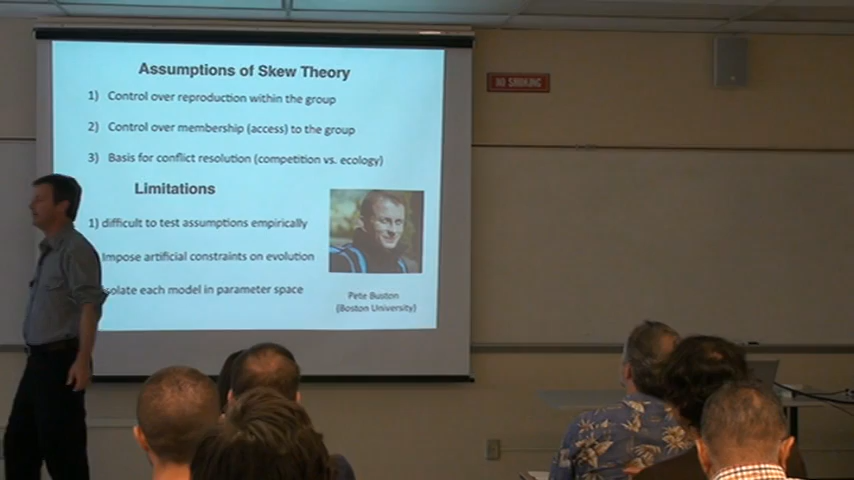 Assumptions of Skew Theory
1) Control over reproduction within the group
2) Control over membership (access) to the group
3) Basis for conflict resolution (competition vs. ecology)
Limitations
1) difficult to test assumptions empirically
Impose artificial constraints on evolution
isolate each model in parameter space
Pete Buston
(Boston University)
NO SMOKING